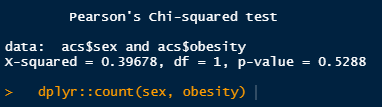 Pearson's Chi-squared test
data:  acs$sex and acs$obesity
X-squared = 0.39678, df = 1, p-value = 0.5288
>   dplyr::count(sex, obesity)